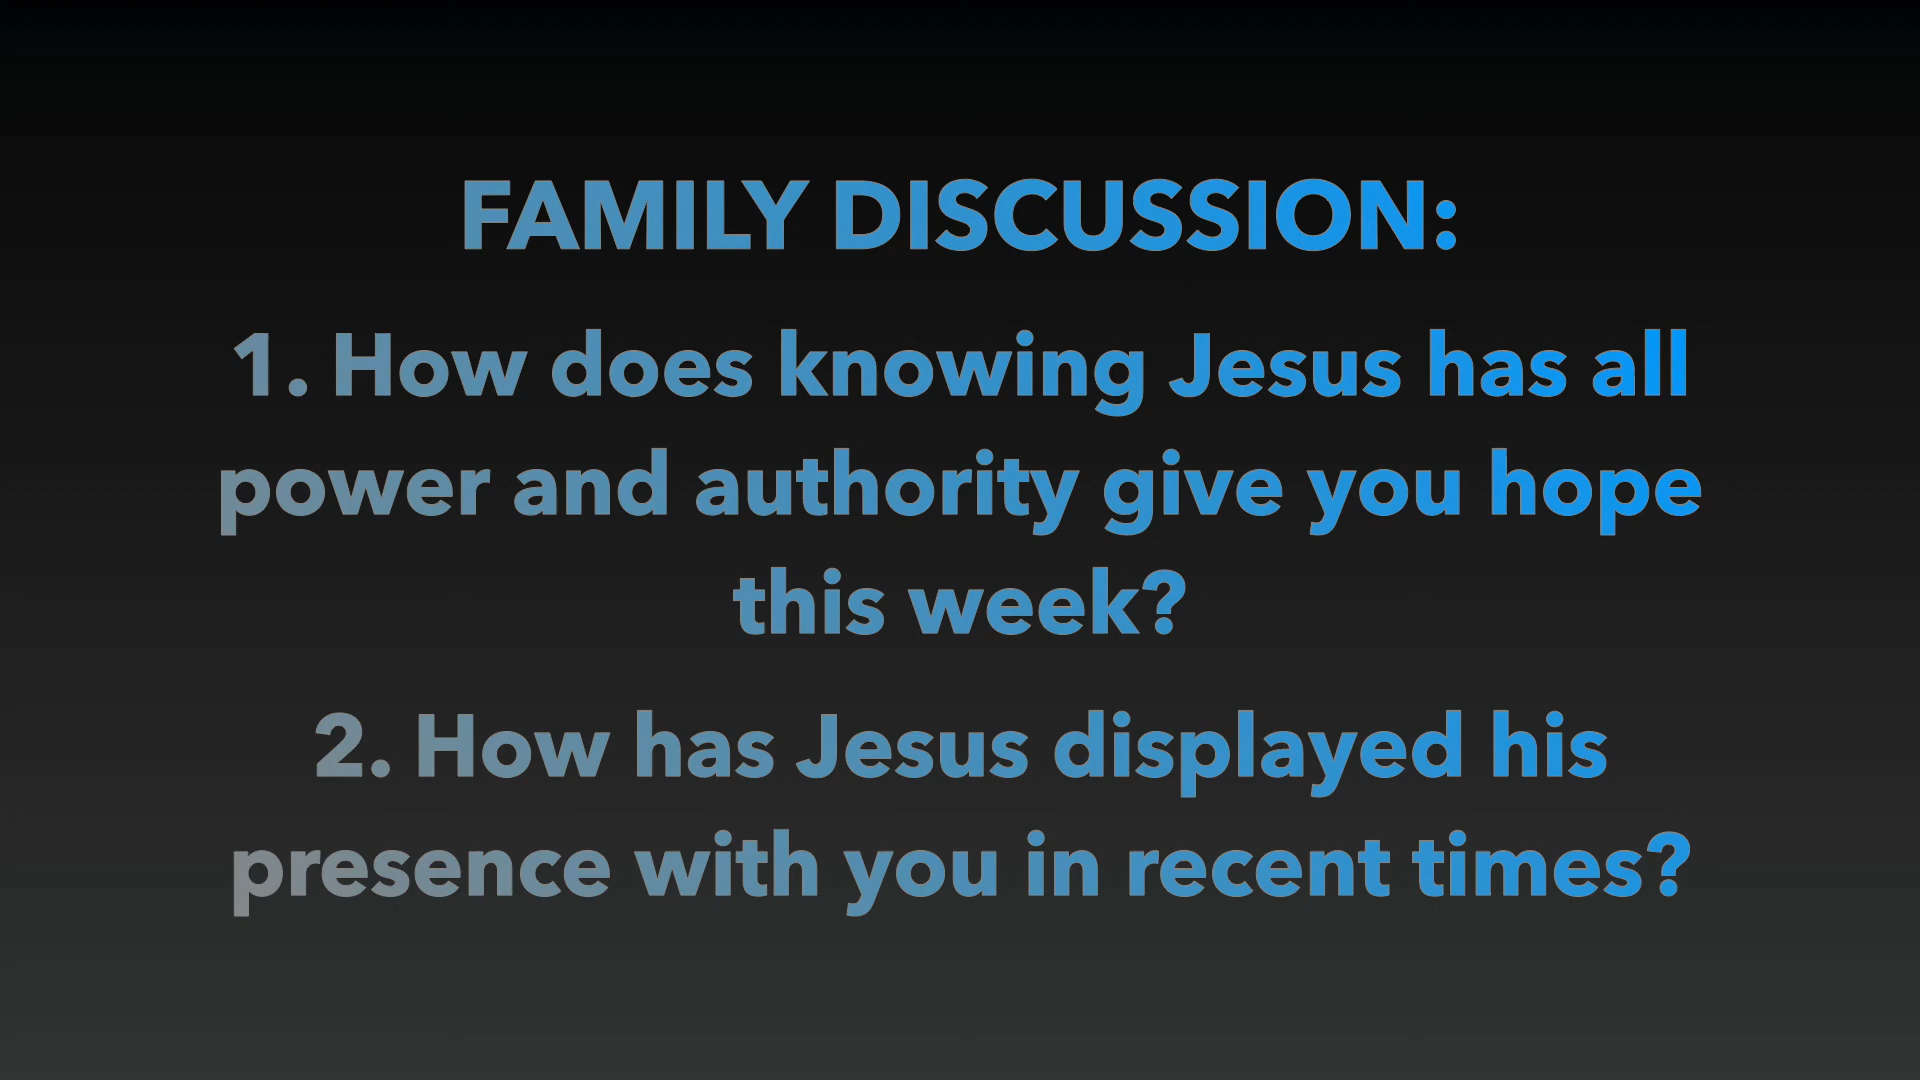 FAMILY DISCUSSION:
1. How does knowing Jesus has all
power and authority give you hope
this week?
2. How has Jesus displayed his
presence with you in recent times?